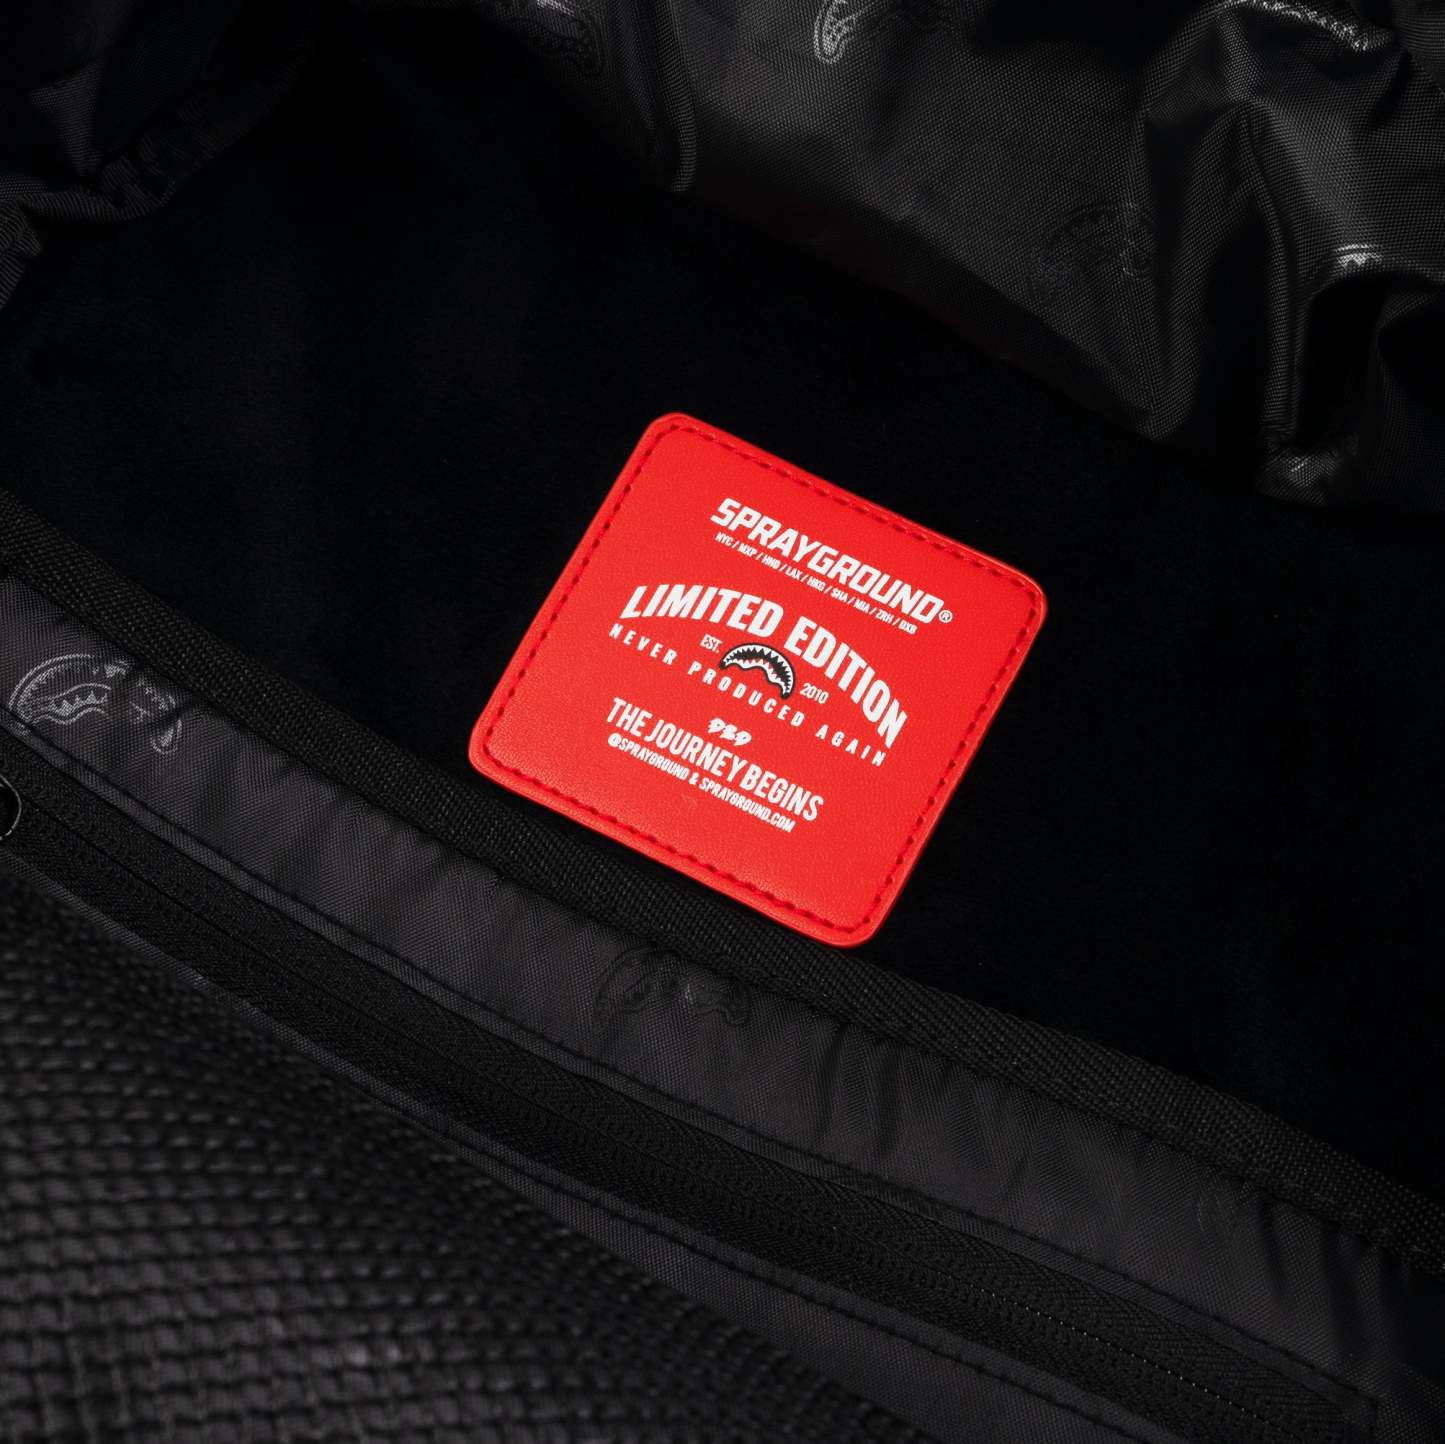 SPRAYGROUND®
NYC / MXP / HND / LAX / HKG / SHA / MIA / ZRH / DXB
LIMITED EDITION
EST. 2010
NEVER PRODUCED AGAIN
DBD
THE JOURNEY BEGINS
@SPRAYGROUND & SPRAYGROUND.COM